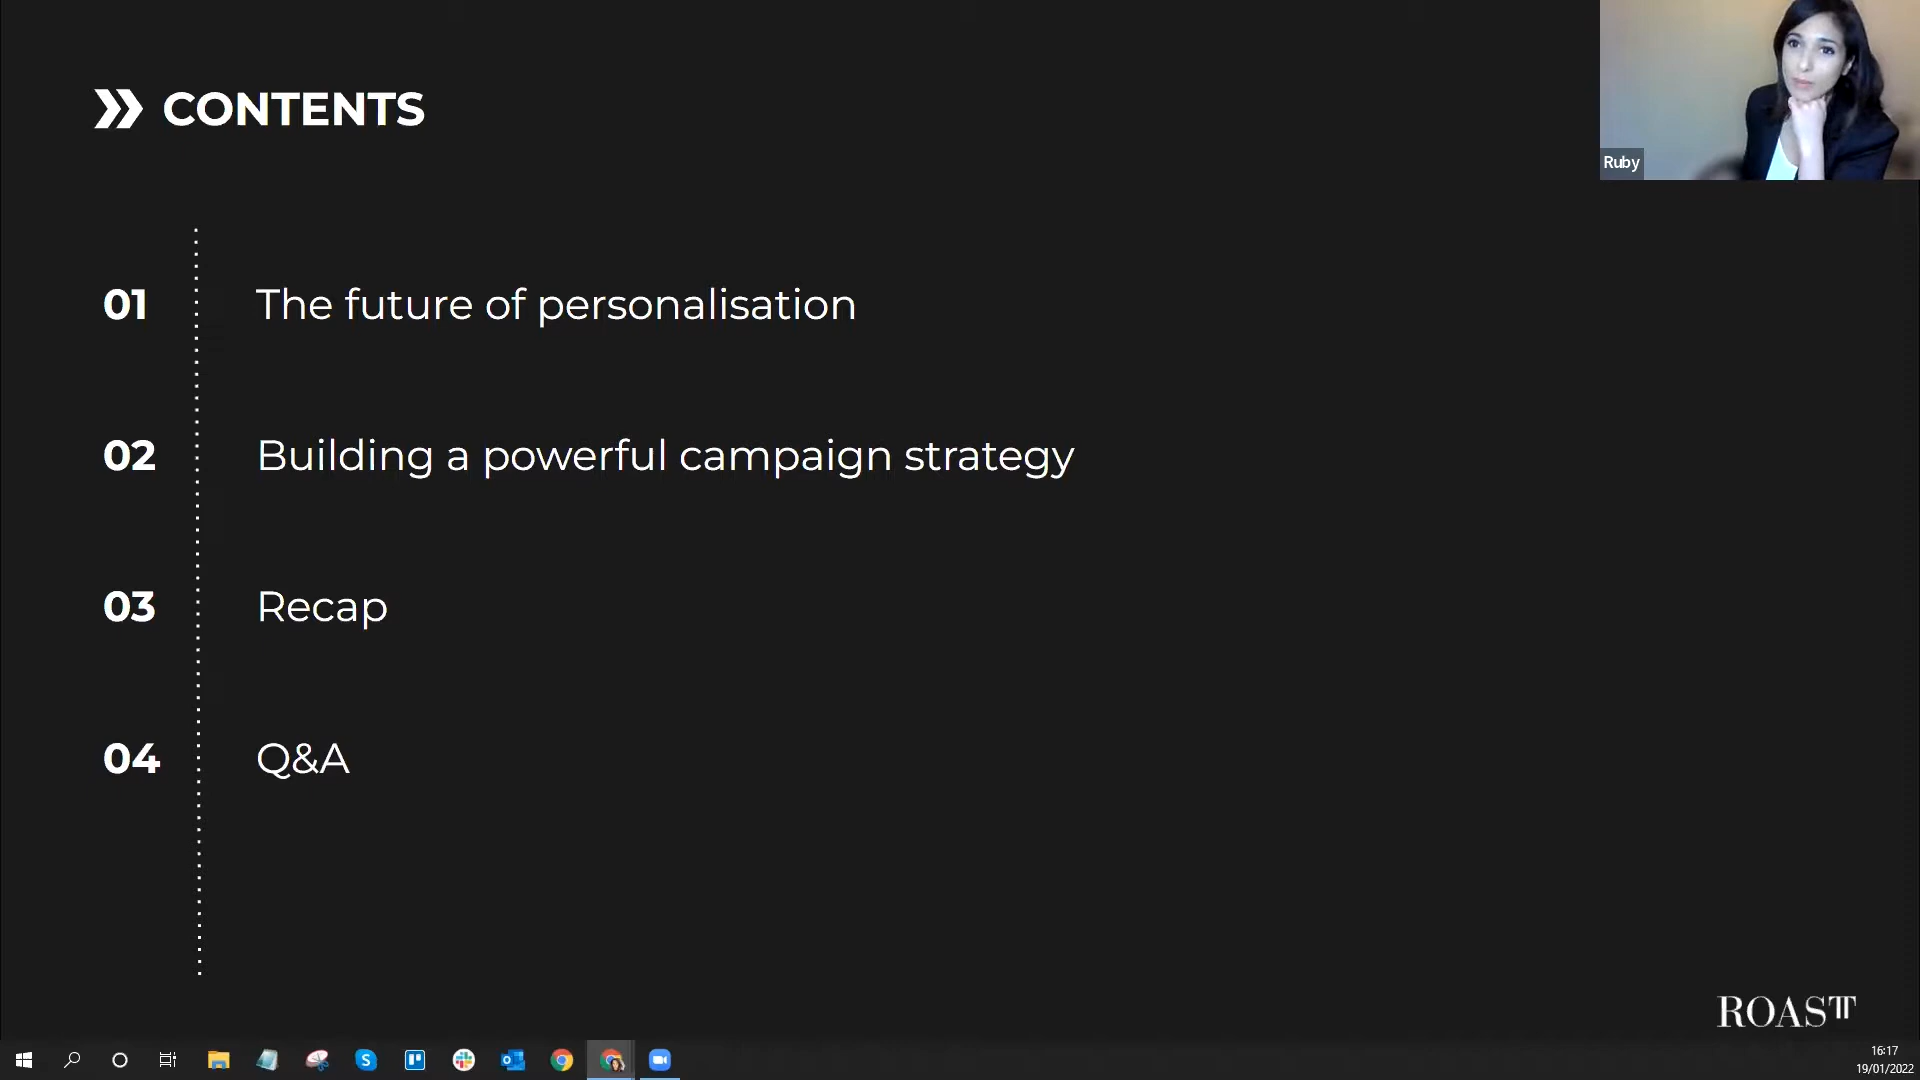 CONTENTS
Ruby
01 The future of personalisation
02 Building a powerful campaign strategy
03 Recap
04 Q&A
ROAST
16:17
19/01/2022